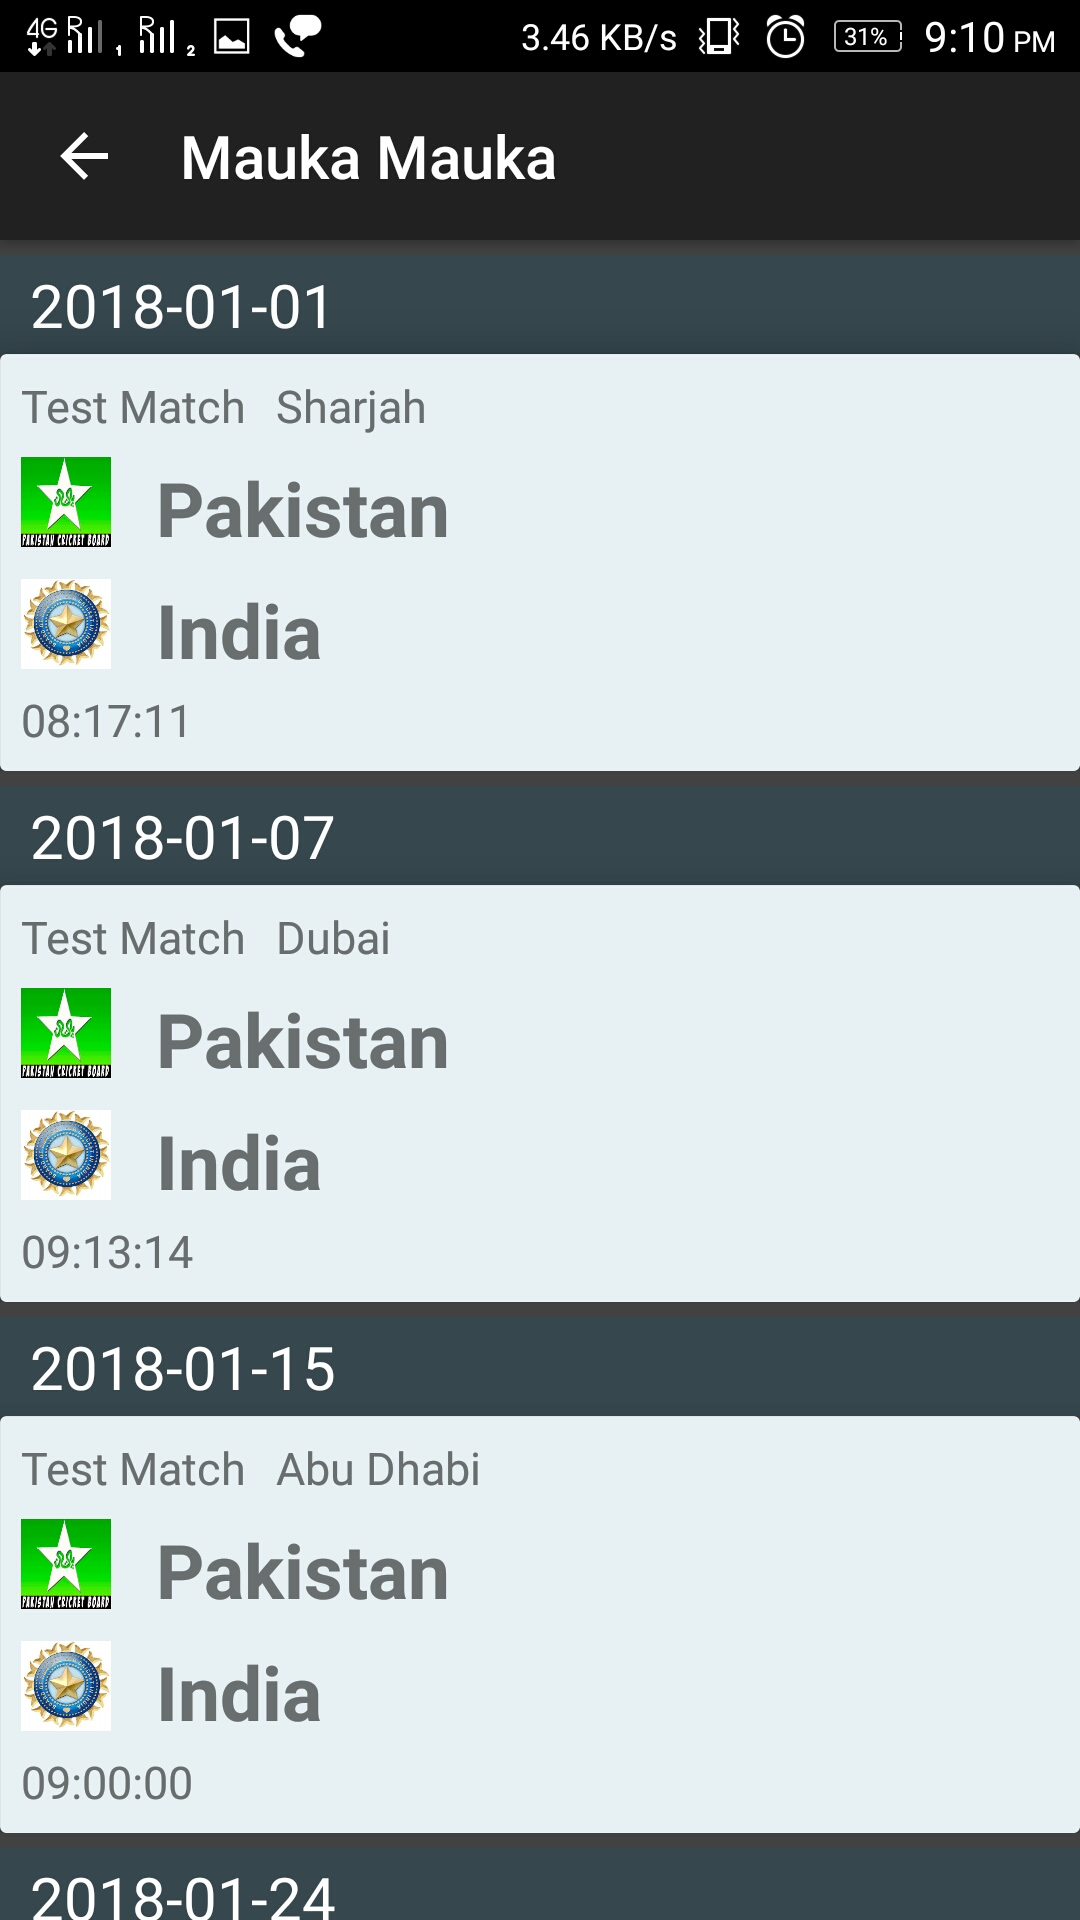 4G 1 2 3.46 KB/s 31% 9:10 PM
Mauka Mauka
2018-01-01
Test Match Sharjah
PAKISTAN CRICKET BOARD
Pakistan
India
08:17:11
2018-01-07
Test Match Dubai
PAKISTAN CRICKET BOARD
Pakistan
India
09:13:14
2018-01-15
Test Match Abu Dhabi
PAKISTAN CRICKET BOARD
Pakistan
India
09:00:00
2018-01-24